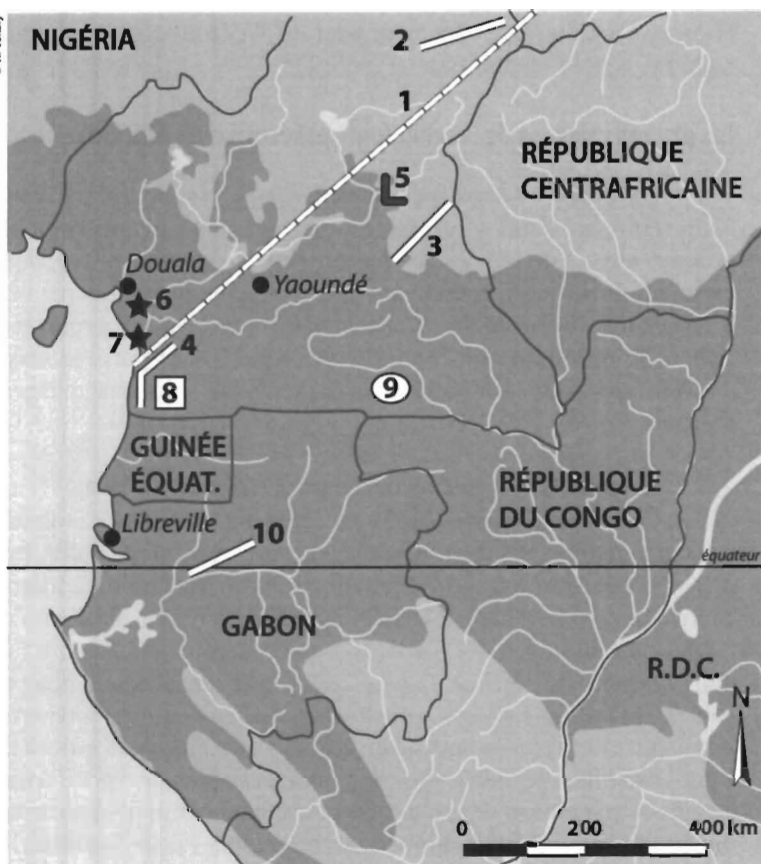 NIGÉRIA
2
1
5
RÉPUBLIQUE
CENTRAFRICAINE
3
Douala
6
Yaoundé
7
4
8
9
GUINÉE
ÉQUAT.
RÉPUBLIQUE
DU CONGO
Libreville
10
équateur
GABON
R.D.C.
N
0 200 400 km